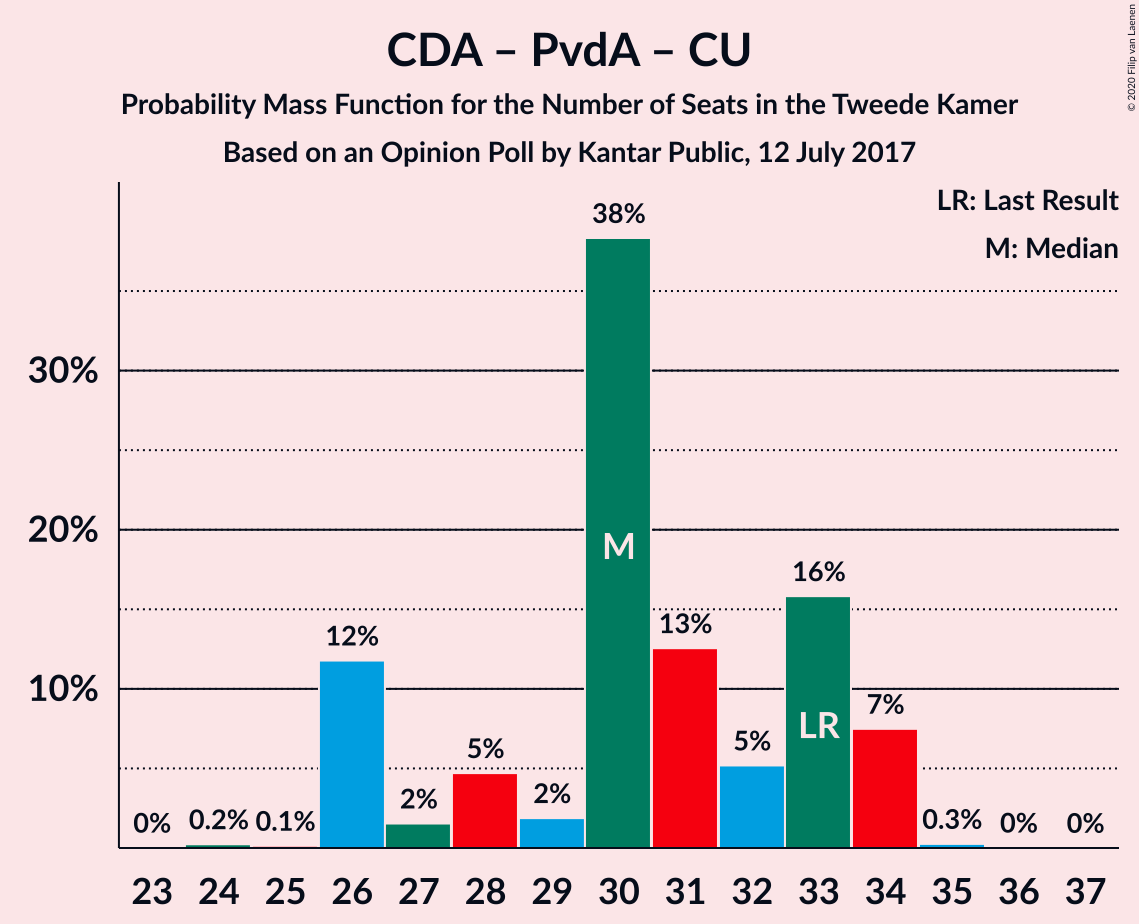 CDA – PvdA – CU
Probability Mass Function for the Number of Seats in the Tweede Kamer
Based on an Opinion Poll by Kantar Public, 12 July 2017
© 2020 Filip van Laenen
LR: Last Result
M: Median
30%
20%
10%
0%
0.2%
0.1%
12%
2%
5%
2%
38%
M
13%
5%
16%
LR
7%
0.3%
0%
0%
23 24 25 26 27 28 29 30 31 32 33 34 35 36 37